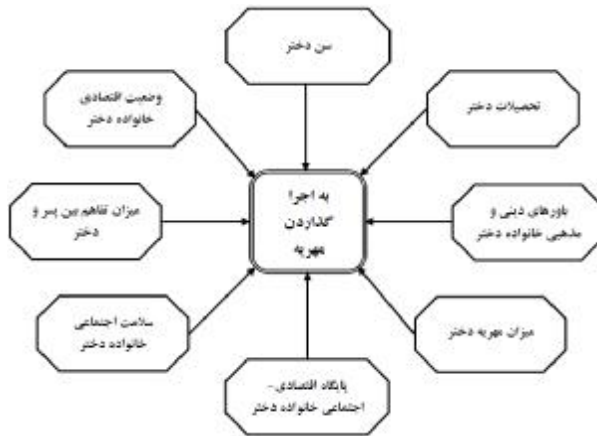 سن دختر
تحصیلات دختر
وضعیت اقتصادی
خانواده دختر
به اجرا
گذاردن
مهریه
باورهای دینی و
مذهبی خانواده دختر
میزان تفاهم بین پسر و
دختر
میزان مهریه دختر
سلامت اجتماعی
خانواده دختر
پایگاه اقتصادی-
اجتماعی خانواده دختر